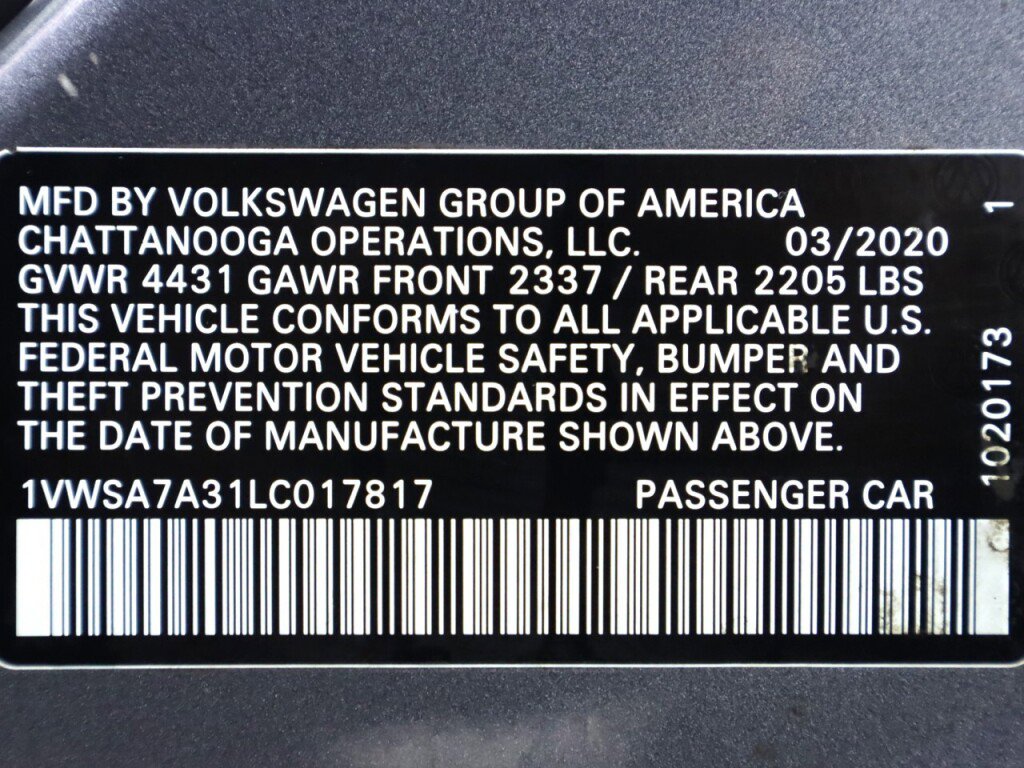 MFD BY VOLKSWAGEN GROUP OF AMERICA
CHATTANOOGA OPERATIONS, LLC. 03/2020
GVWR 4431 GAWR FRONT 2337 / REAR 2205 LBS
THIS VEHICLE CONFORMS TO ALL APPLICABLE U.S.
FEDERAL MOTOR VEHICLE SAFETY, BUMPER AND
THEFT PREVENTION STANDARDS IN EFFECT ON
THE DATE OF MANUFACTURE SHOWN ABOVE.
1VWSA7A31LC017817 PASSENGER CAR
10220173 1